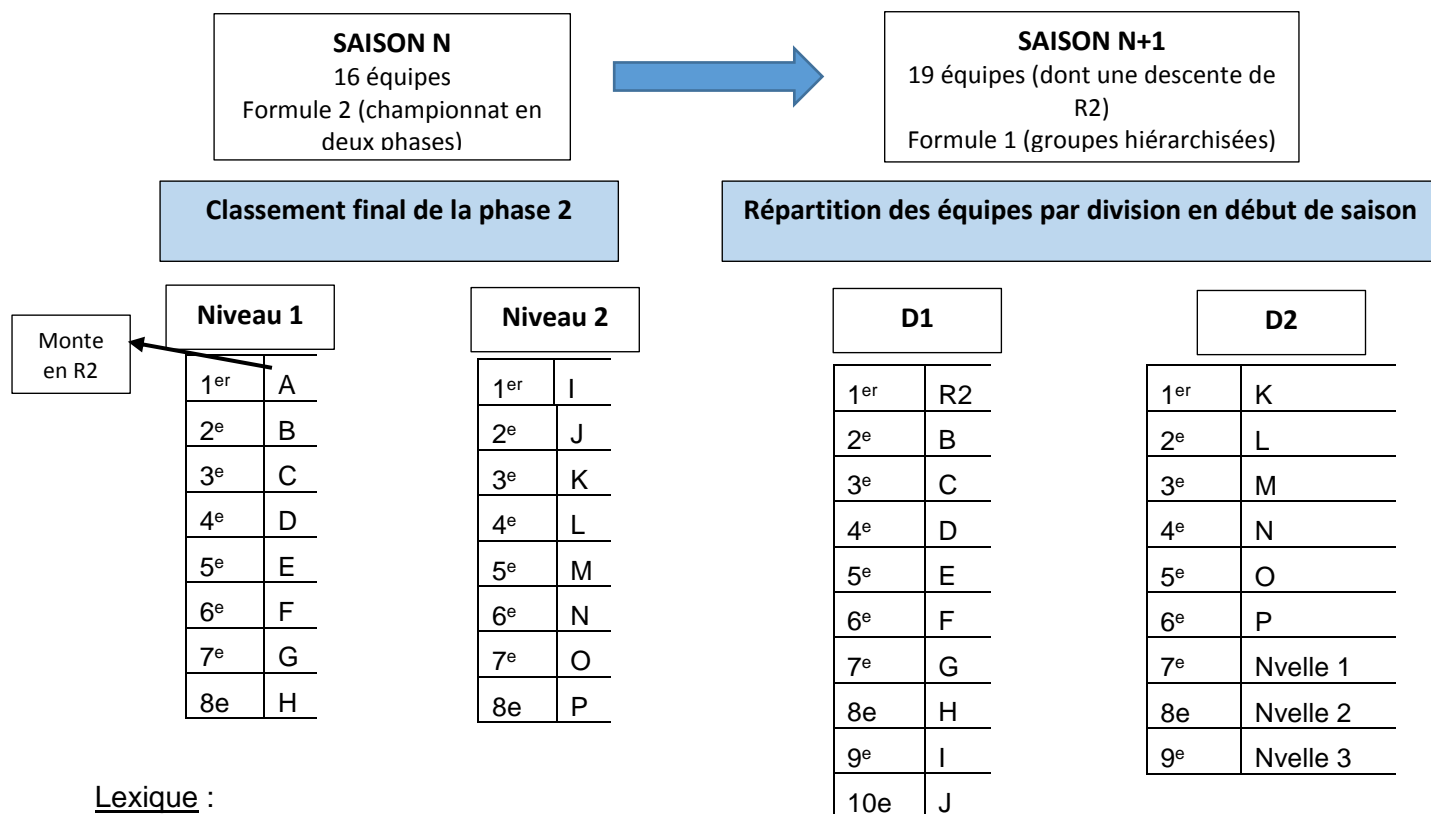 SAISON N
16 équipes
Formule 2 (championnat en
deux phases)
SAISON N+1
19 équipes (dont une descente de
R2)
Formule 1 (groupes hiérarchisées)
Classement final de la phase 2
Répartition des équipes par division en début de saison
Monte
en R2
Niveau 1
1er A
2e B
3e C
4e D
5e E
6e F
7e G
8e H
Niveau 2
1er I
2e J
3e K
4e L
5e M
6e N
7e O
8e P
D1
1er R2
2e B
3e C
4e D
5e E
6e F
7e G
8e H
9e I
10e J
D2
1er K
2e L
3e M
4e N
5e O
6e P
7e Nvelle 1
8e Nvelle 2
9e Nvelle 3
Lexique :